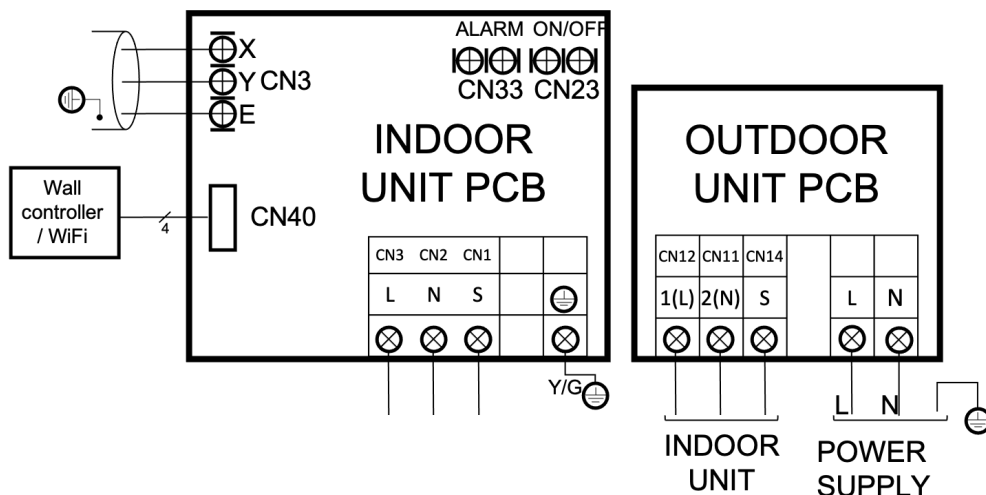 ALARM ON/OFF
X
Y CN3
E
CN33 CN23
INDOOR
UNIT PCB
Wall
controller
/ WiFi
4
CN40
CN3 CN2 CN1
L N S
Y/G
OUTDOOR
UNIT PCB
CN12 CN11 CN14
1(L) 2(N) S L N
L N
INDOOR
UNIT
POWER
SUPPLY